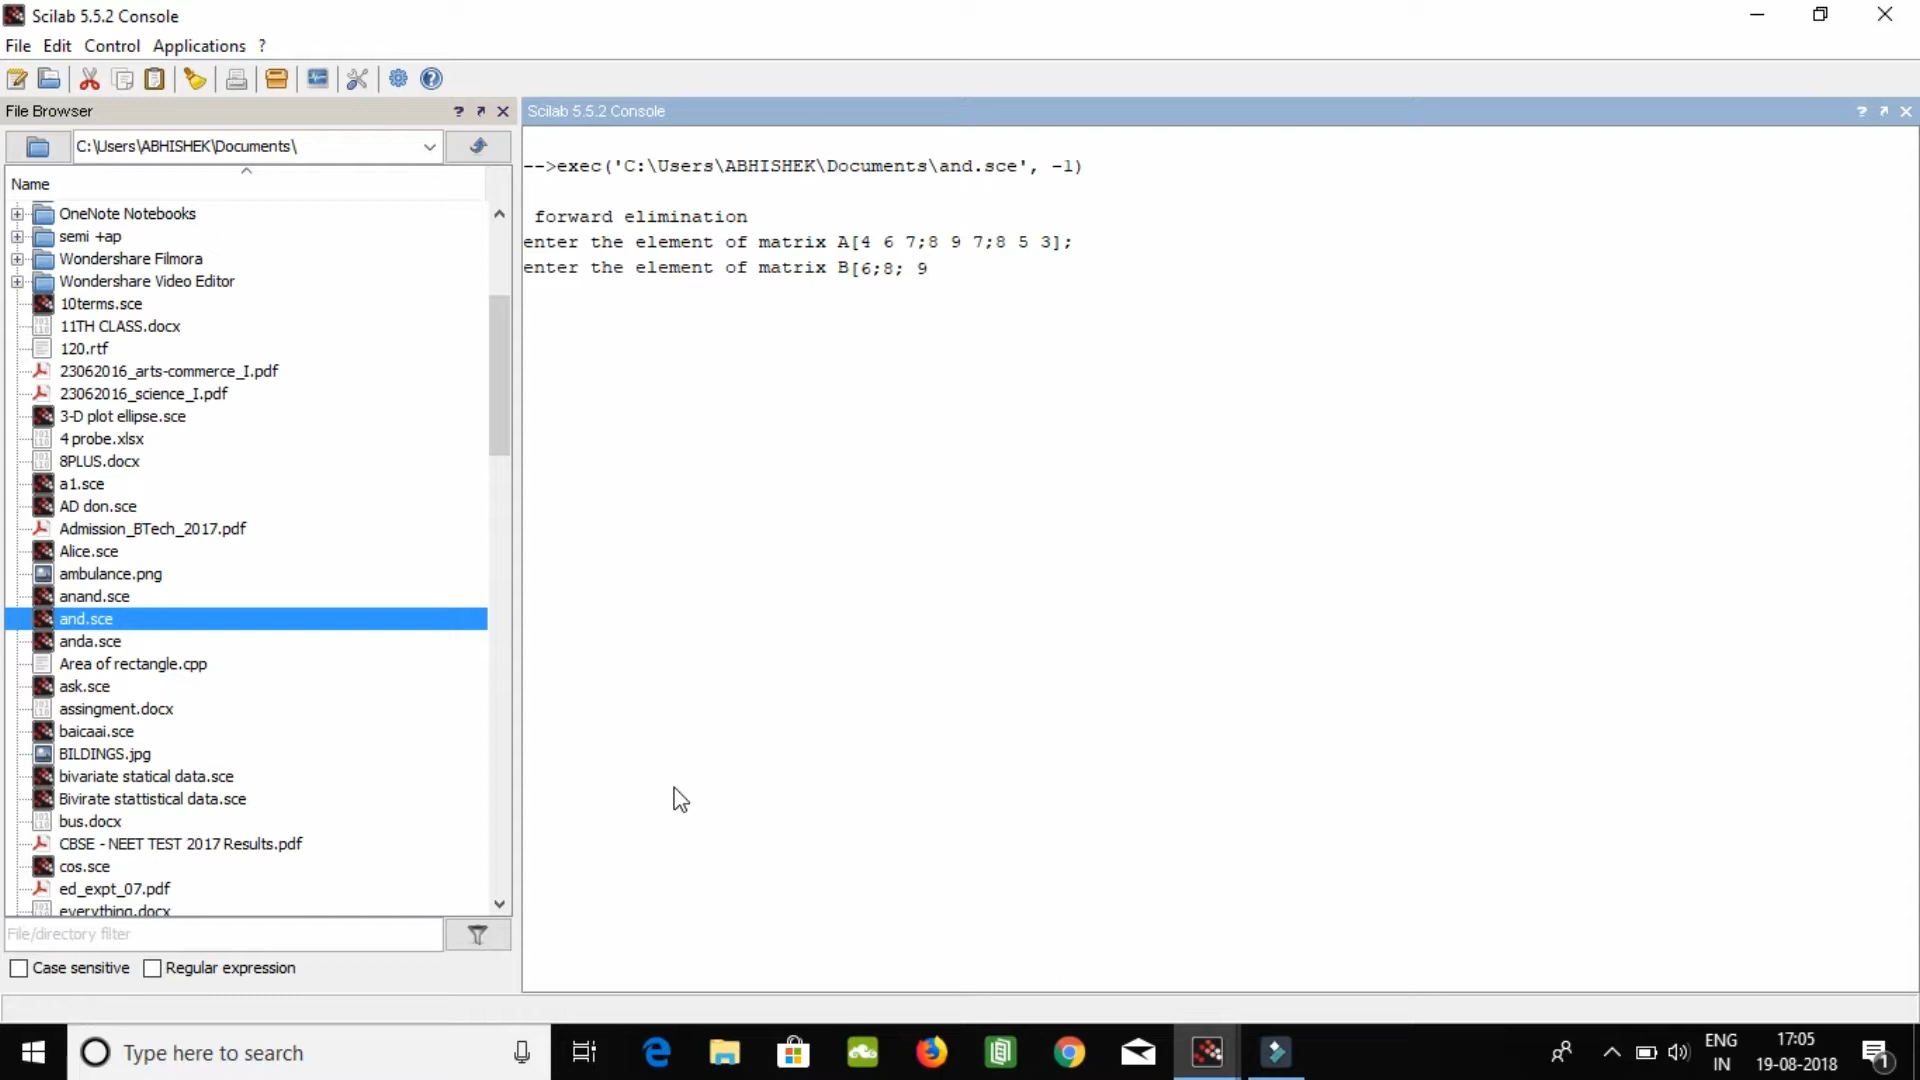 Scilab 5.5.2 Console
File Edit Control Applications ?
File Browser
Scilab 5.5.2 Console
C:\Users\ABHISHEK\Documents\
Name
OneNote Notebooks
semi +ap
Wondershare Filmora
Wondershare Video Editor
10terms.sce
11TH CLASS.docx
120.rtf
23062016_arts-commerce_I.pdf
23062016_science_I.pdf
3-D plot ellipse.sce
4 probe.xlsx
8PLUS.docx
a1.sce
AD don.sce
Admission_BTech_2017.pdf
Alice.sce
ambulance.png
anand.sce
and.sce
anda.sce
Area of rectangle.cpp
ask.sce
assingment.docx
baicaai.sce
BILDINGS.jpg
bivariate statical data.sce
Bivirate stattistical data.sce
bus.docx
CBSE - NEET TEST 2017 Results.pdf
cos.sce
ed_expt_07.pdf
everything.docx
File/directory filter
Case sensitive Regular expression
-->exec('C:\Users\ABHISHEK\Documents\and.sce', -1)
forward elimination
enter the element of matrix A[4 6 7;8 9 7;8 5 3];
enter the element of matrix B[6;8; 9
Type here to search
ENG
IN
17:05
19-08-2018
1